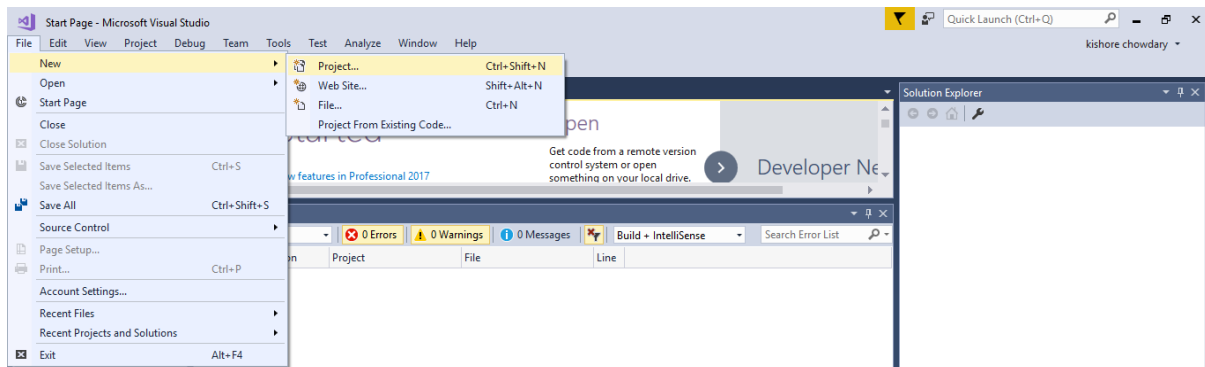 Start Page - Microsoft Visual Studio
Quick Launch (Ctrl+Q)
File Edit View Project Debug Team Tools Test Analyze Window Help
kishore chowdary
New
Open
Start Page
Close
Close Solution
Save Selected Items Ctrl+S
Save Selected Items As...
Save All Ctrl+Shift+S
Source Control
Page Setup...
Print... Ctrl+P
Account Settings...
Recent Files
Recent Projects and Solutions
Exit Alt+F4
Project... Ctrl+Shift+N
Web Site... Shift+Alt+N
File... Ctrl+N
Project From Existing Code...
features in Professional 2017
Get code from a remote version
control system or open
something on your local drive.
Developer
Solution Explorer
0 Errors 0 Warnings 0 Messages Build + IntelliSense Search Error List
Project File Line